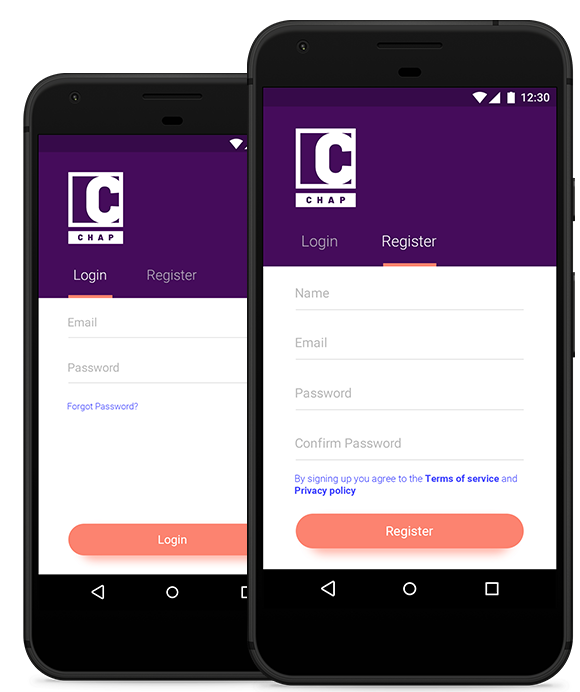 C
CHAP
Login Register
Email
Password
Forgot Password?
Login
12:30
C
CHAP
Login Register
Name
Email
Password
Confirm Password
By signing up you agree to the Terms of service and
Privacy policy
Register